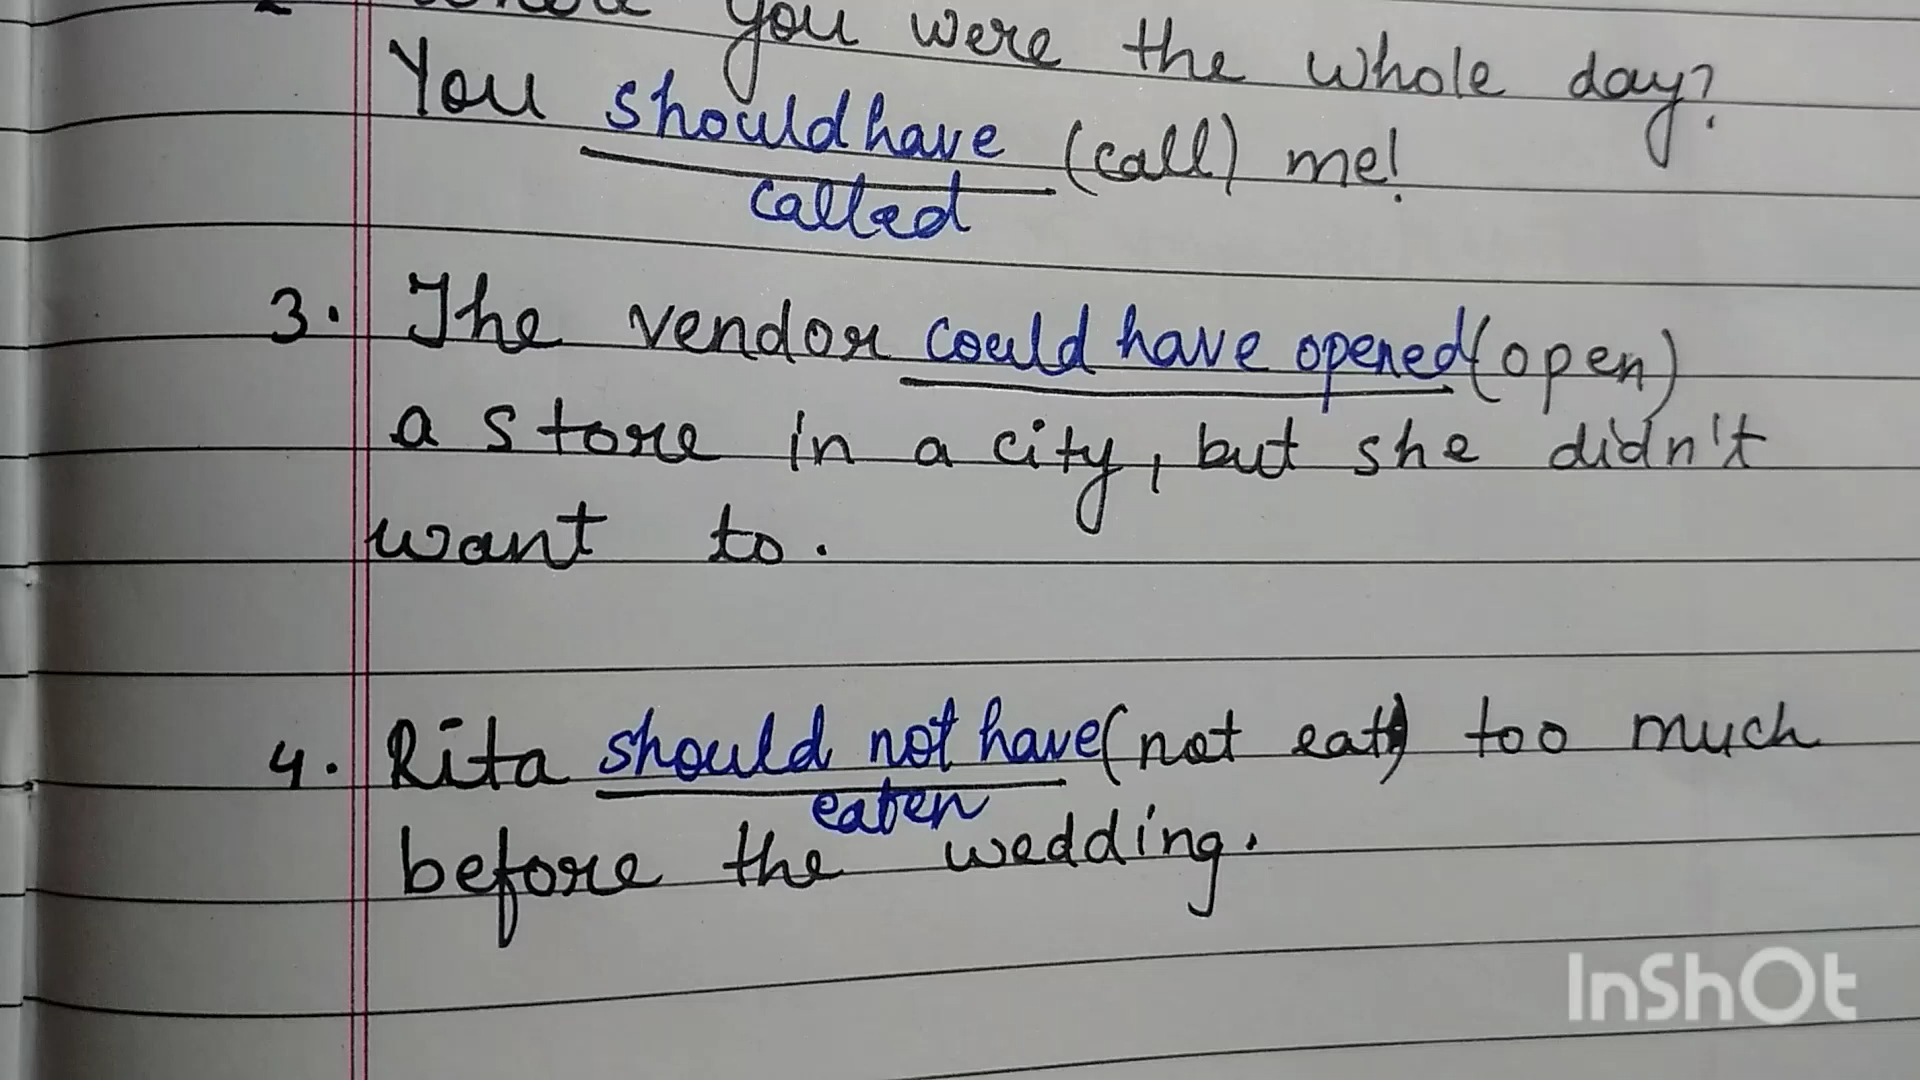 you were the whole day?
You should have (call) me!
called
3. The vendor could have opened (open)
a store in a city, but she didn't
want to.
4. Rita should not have (not eat) too much
eaten
before the wedding.
InShOt